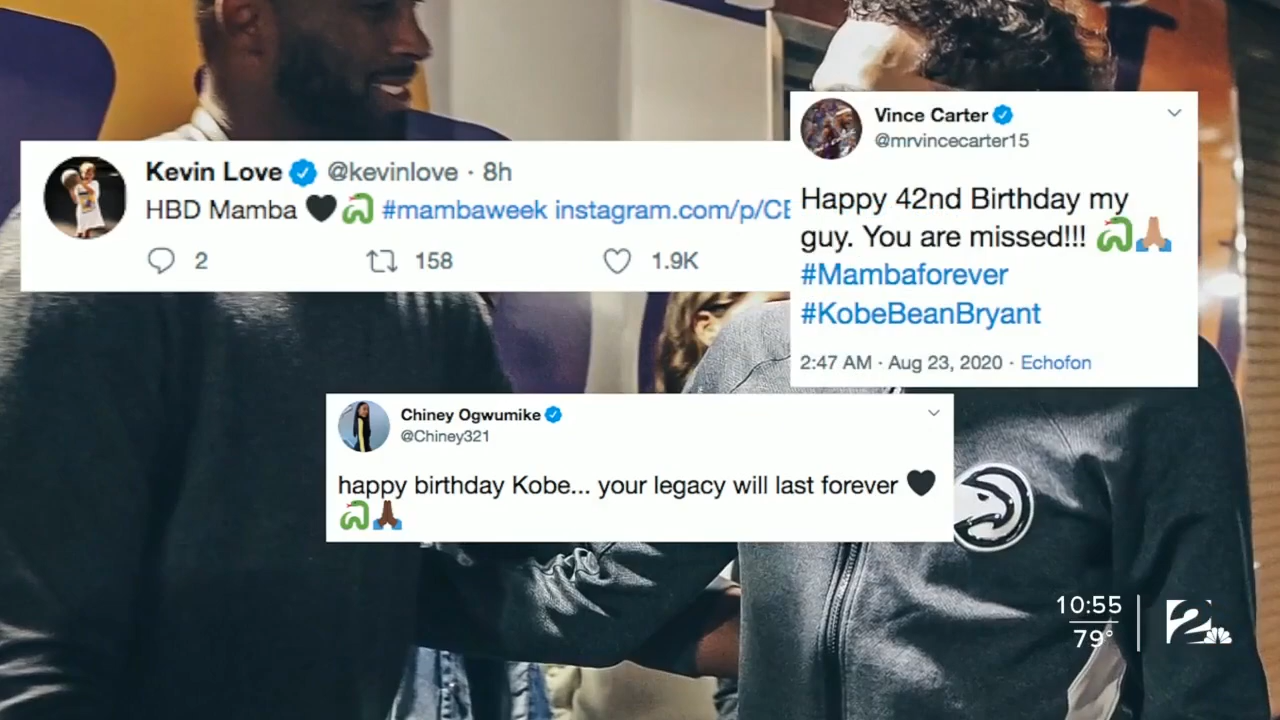 Kevin Love @kevinlove · 8h
HBD Mamba 🖤🐍 #mambaweek instagram.com/p/CE
2 158 1.9K
Vince Carter
@mrvincecarter15
Happy 42nd Birthday my
guy. You are missed!!! 🐍🙏🏽
#Mambaforever
#KobeBeanBryant
2:47 AM · Aug 23, 2020 · Echofon
Chiney Ogwumike
@Chiney321
happy birthday Kobe... your legacy will last forever 🖤
🐍🙏🏾
10:55
79°
2